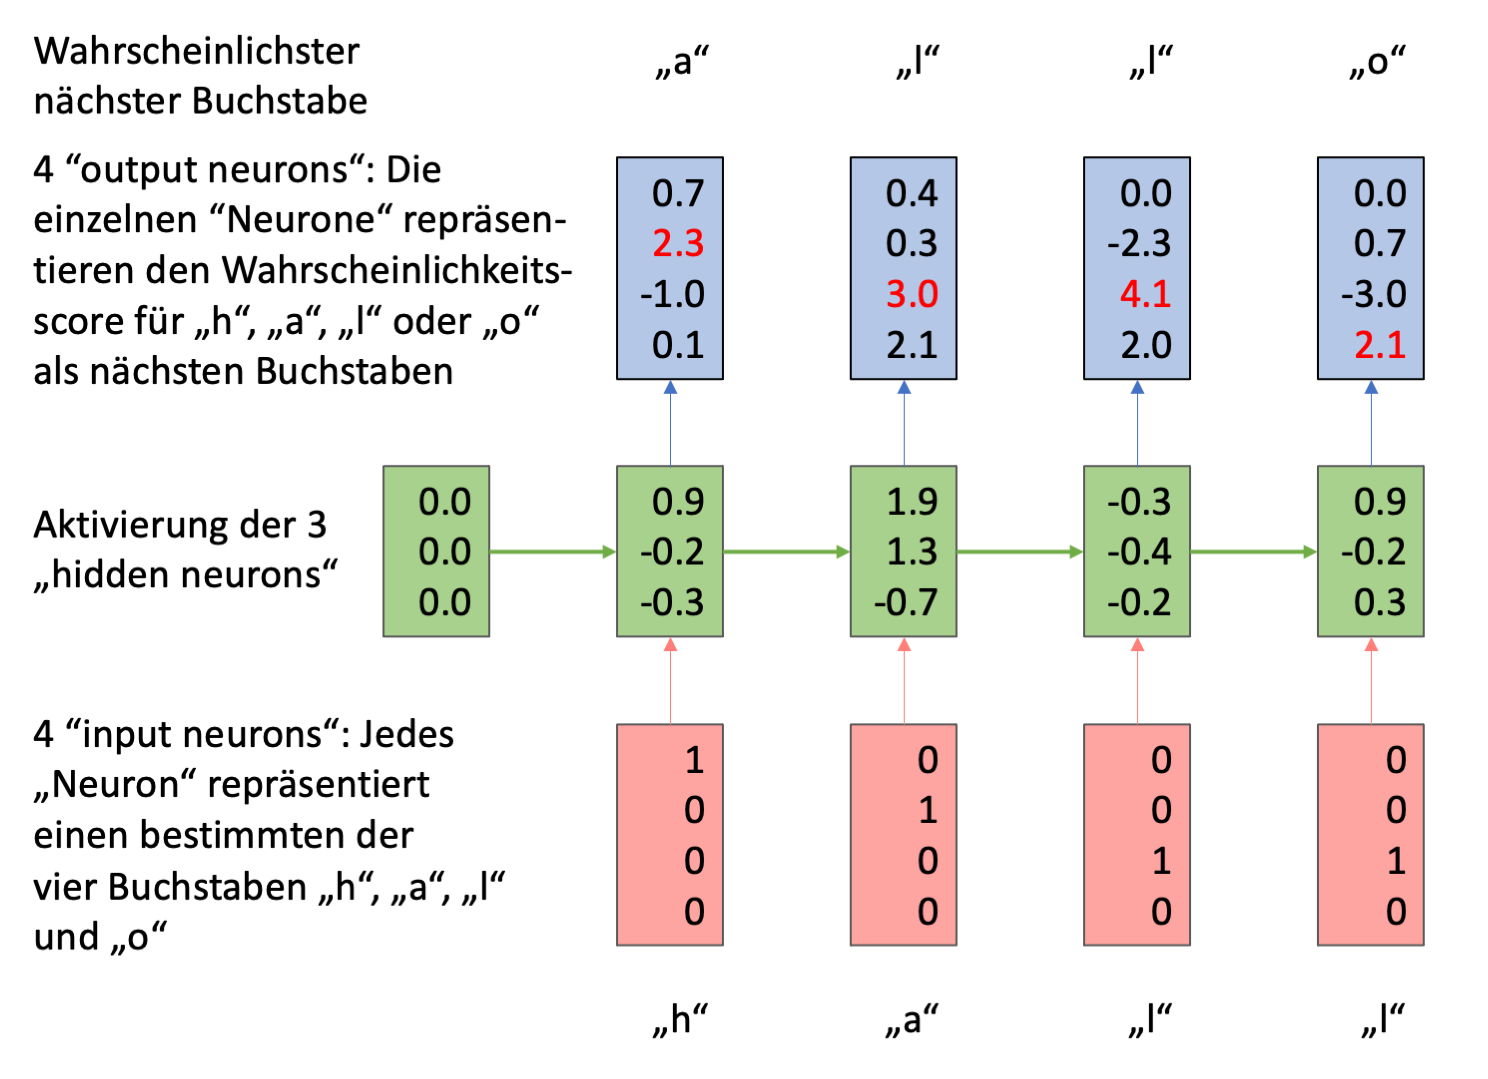 Wahrscheinlichster
nächster Buchstabe
„a“ „l“ „l“ „o“
4 “output neurons“: Die
einzelnen “Neurone“ repräsen-
tieren den Wahrscheinlichkeits-
score für „h“, „a“, „l“ oder „o“
als nächsten Buchstaben
0.7 0.4 0.0 0.0
2.3 0.3 -2.3 0.7
-1.0 3.0 4.1 -3.0
0.1 2.1 2.0 2.1
Aktivierung der 3
„hidden neurons“
0.0 0.9 1.9 -0.3 0.9
0.0 -0.2 1.3 -0.4 -0.2
0.0 -0.3 -0.7 -0.2 0.3
4 “input neurons“: Jedes
„Neuron“ repräsentiert
einen bestimmten der
vier Buchstaben „h“, „a“, „l“
und „o“
1 0 0 0
0 1 0 0
0 0 1 1
0 0 0 0
„h“ „a“ „l“ „l“